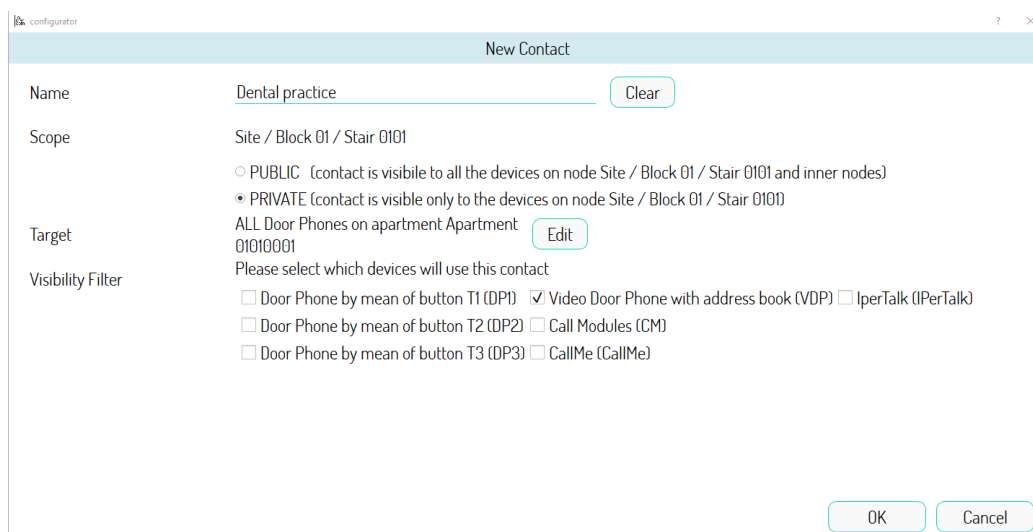 configurator ? ×
New Contact
Name Dental practice Clear
Scope Site / Block 01 / Stair 0101
PUBLIC (contact is visibile to all the devices on node Site / Block 01 / Stair 0101 and inner nodes)
PRIVATE (contact is visible only to the devices on node Site / Block 01 / Stair 0101)
Target ALL Door Phones on apartment Apartment
01010001 Edit
Visibility Filter Please select which devices will use this contact
Door Phone by mean of button T1 (DP1) Video Door Phone with address book (VDP) IperTalk (IPerTalk)
Door Phone by mean of button T2 (DP2) Call Modules (CM)
Door Phone by mean of button T3 (DP3) CallMe (CallMe)
OK Cancel